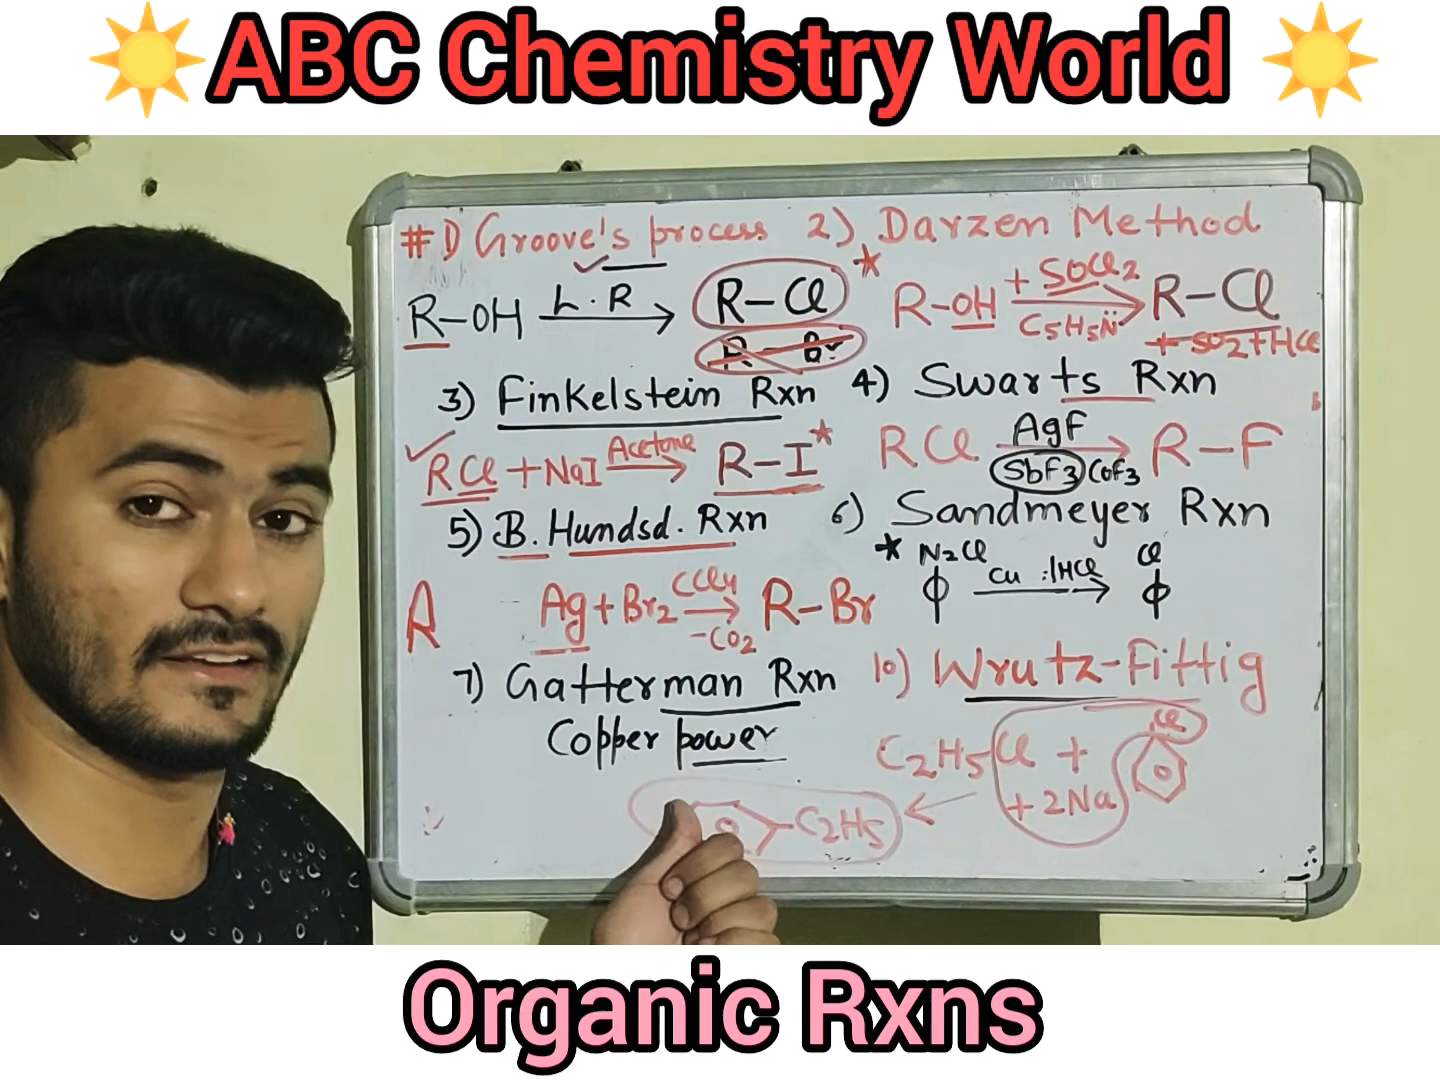 ABC Chemistry World
#1) Groove's process 2) Darzen Method
R-OH L.R R-Cl
R-Br
R-OH + SOCl2 C5H5N R-Cl
+ SO2+HCl
3) Finkelstein Rxn 4) Swarts Rxn
RCl + NaI Acetone R-I
RCl AgF SbF3 CoF3 R-F
5) B. Hundsd. Rxn 6) Sandmeyer Rxn
N2Cl Cu :/HCl Cl
Ag+Br2 CCl4 -CO2 R-Br
7) Gatterman Rxn 10) Wrutz-Fittig
Copper power
C2H5Cl + Cl
+ 2Na
C2H5
Organic Rxns